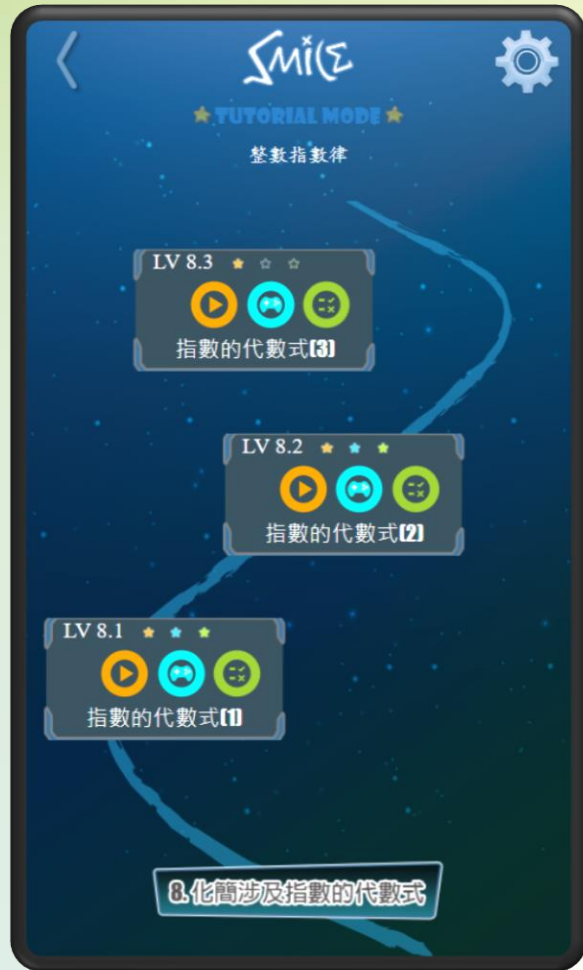 SMILE
TUTORIAL MODE
整數指數律
LV 8.3
指數的代數式(3)
LV 8.2
指數的代數式(2)
LV 8.1
指數的代數式(1)
8.化簡涉及指數的代數式